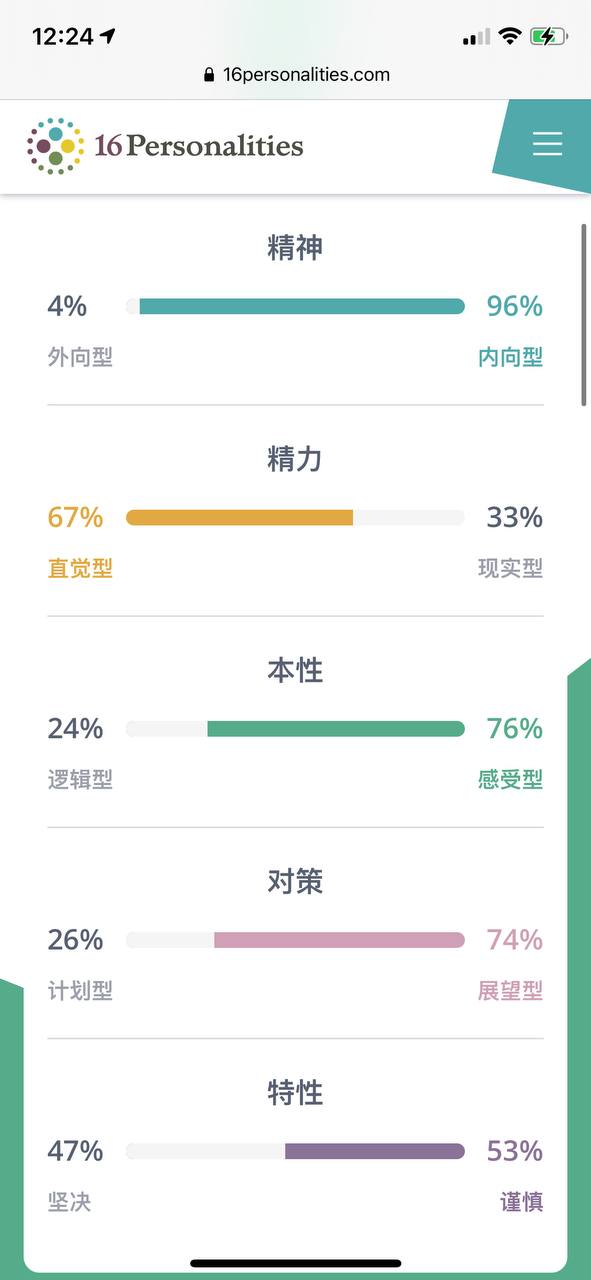 12:24
16personalities.com
16Personalities
精神
4% 96%
外向型 内向型
精力
67% 33%
直觉型 现实型
本性
24% 76%
逻辑型 感受型
对策
26% 74%
计划型 展望型
特性
47% 53%
坚决 谨慎